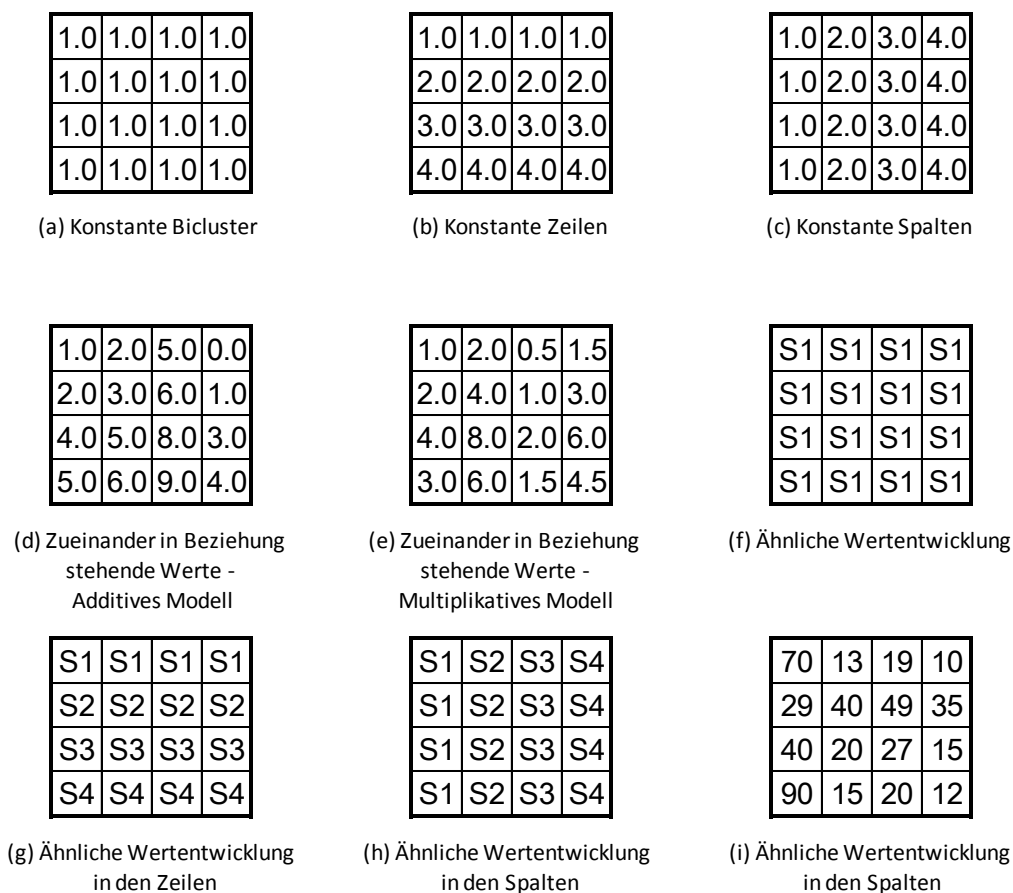 1.0 1.0 1.0 1.0
1.0 1.0 1.0 1.0
1.0 1.0 1.0 1.0
1.0 1.0 1.0 1.0
(a) Konstante Bicluster
1.0 1.0 1.0 1.0
2.0 2.0 2.0 2.0
3.0 3.0 3.0 3.0
4.0 4.0 4.0 4.0
(b) Konstante Zeilen
1.0 2.0 3.0 4.0
1.0 2.0 3.0 4.0
1.0 2.0 3.0 4.0
1.0 2.0 3.0 4.0
(c) Konstante Spalten
1.0 2.0 5.0 0.0
2.0 3.0 6.0 1.0
4.0 5.0 8.0 3.0
5.0 6.0 9.0 4.0
(d) Zueinander in Beziehung
stehende Werte -
Additives Modell
1.0 2.0 0.5 1.5
2.0 4.0 1.0 3.0
4.0 8.0 2.0 6.0
3.0 6.0 1.5 4.5
(e) Zueinander in Beziehung
stehende Werte -
Multiplikatives Modell
S1 S1 S1 S1
S1 S1 S1 S1
S1 S1 S1 S1
S1 S1 S1 S1
(f) Ähnliche Wertentwicklung
S1 S1 S1 S1
S2 S2 S2 S2
S3 S3 S3 S3
S4 S4 S4 S4
(g) Ähnliche Wertentwicklung
in den Zeilen
S1 S2 S3 S4
S1 S2 S3 S4
S1 S2 S3 S4
S1 S2 S3 S4
(h) Ähnliche Wertentwicklung
in den Spalten
70 13 19 10
29 40 49 35
40 20 27 15
90 15 20 12
(i) Ähnliche Wertentwicklung
in den Spalten